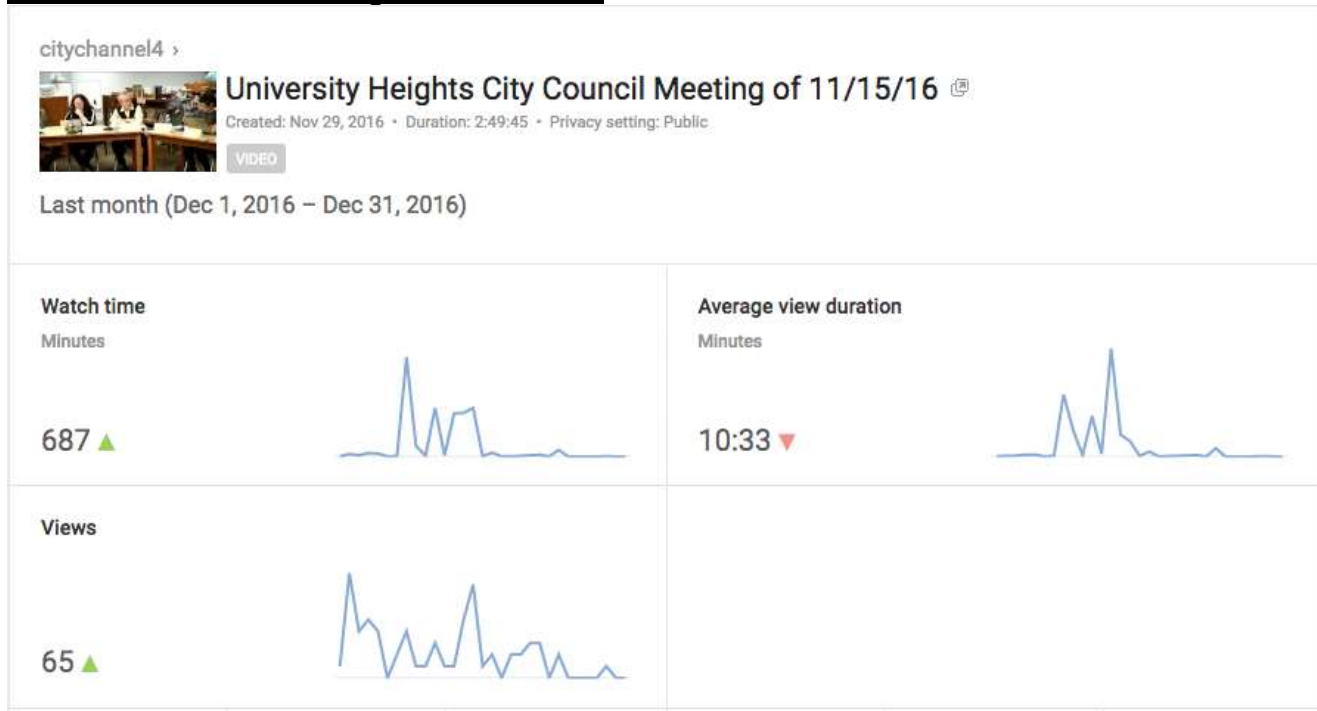 citychannel4 ›
University Heights City Council Meeting of 11/15/16
Created: Nov 29, 2016 • Duration: 2:49:45 • Privacy setting: Public
VIDEO
Last month (Dec 1, 2016 – Dec 31, 2016)
Watch time
Minutes
687
Average view duration
Minutes
10:33
Views
65